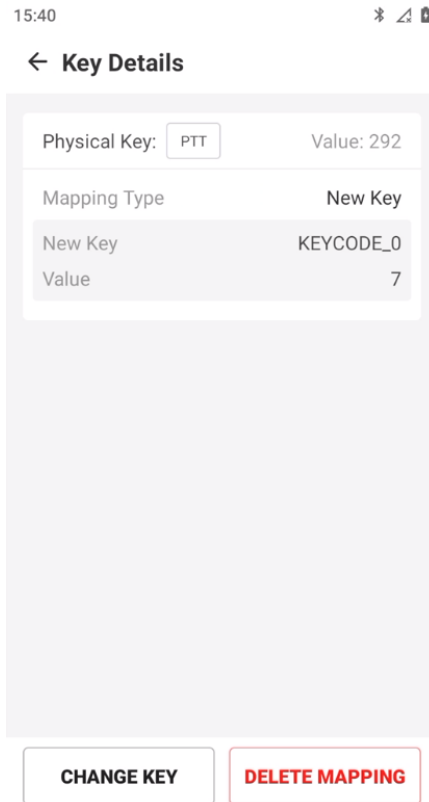 15:40
Key Details
Physical Key: PTT Value: 292
Mapping Type New Key
New Key KEYCODE_0
Value 7
CHANGE KEY DELETE MAPPING